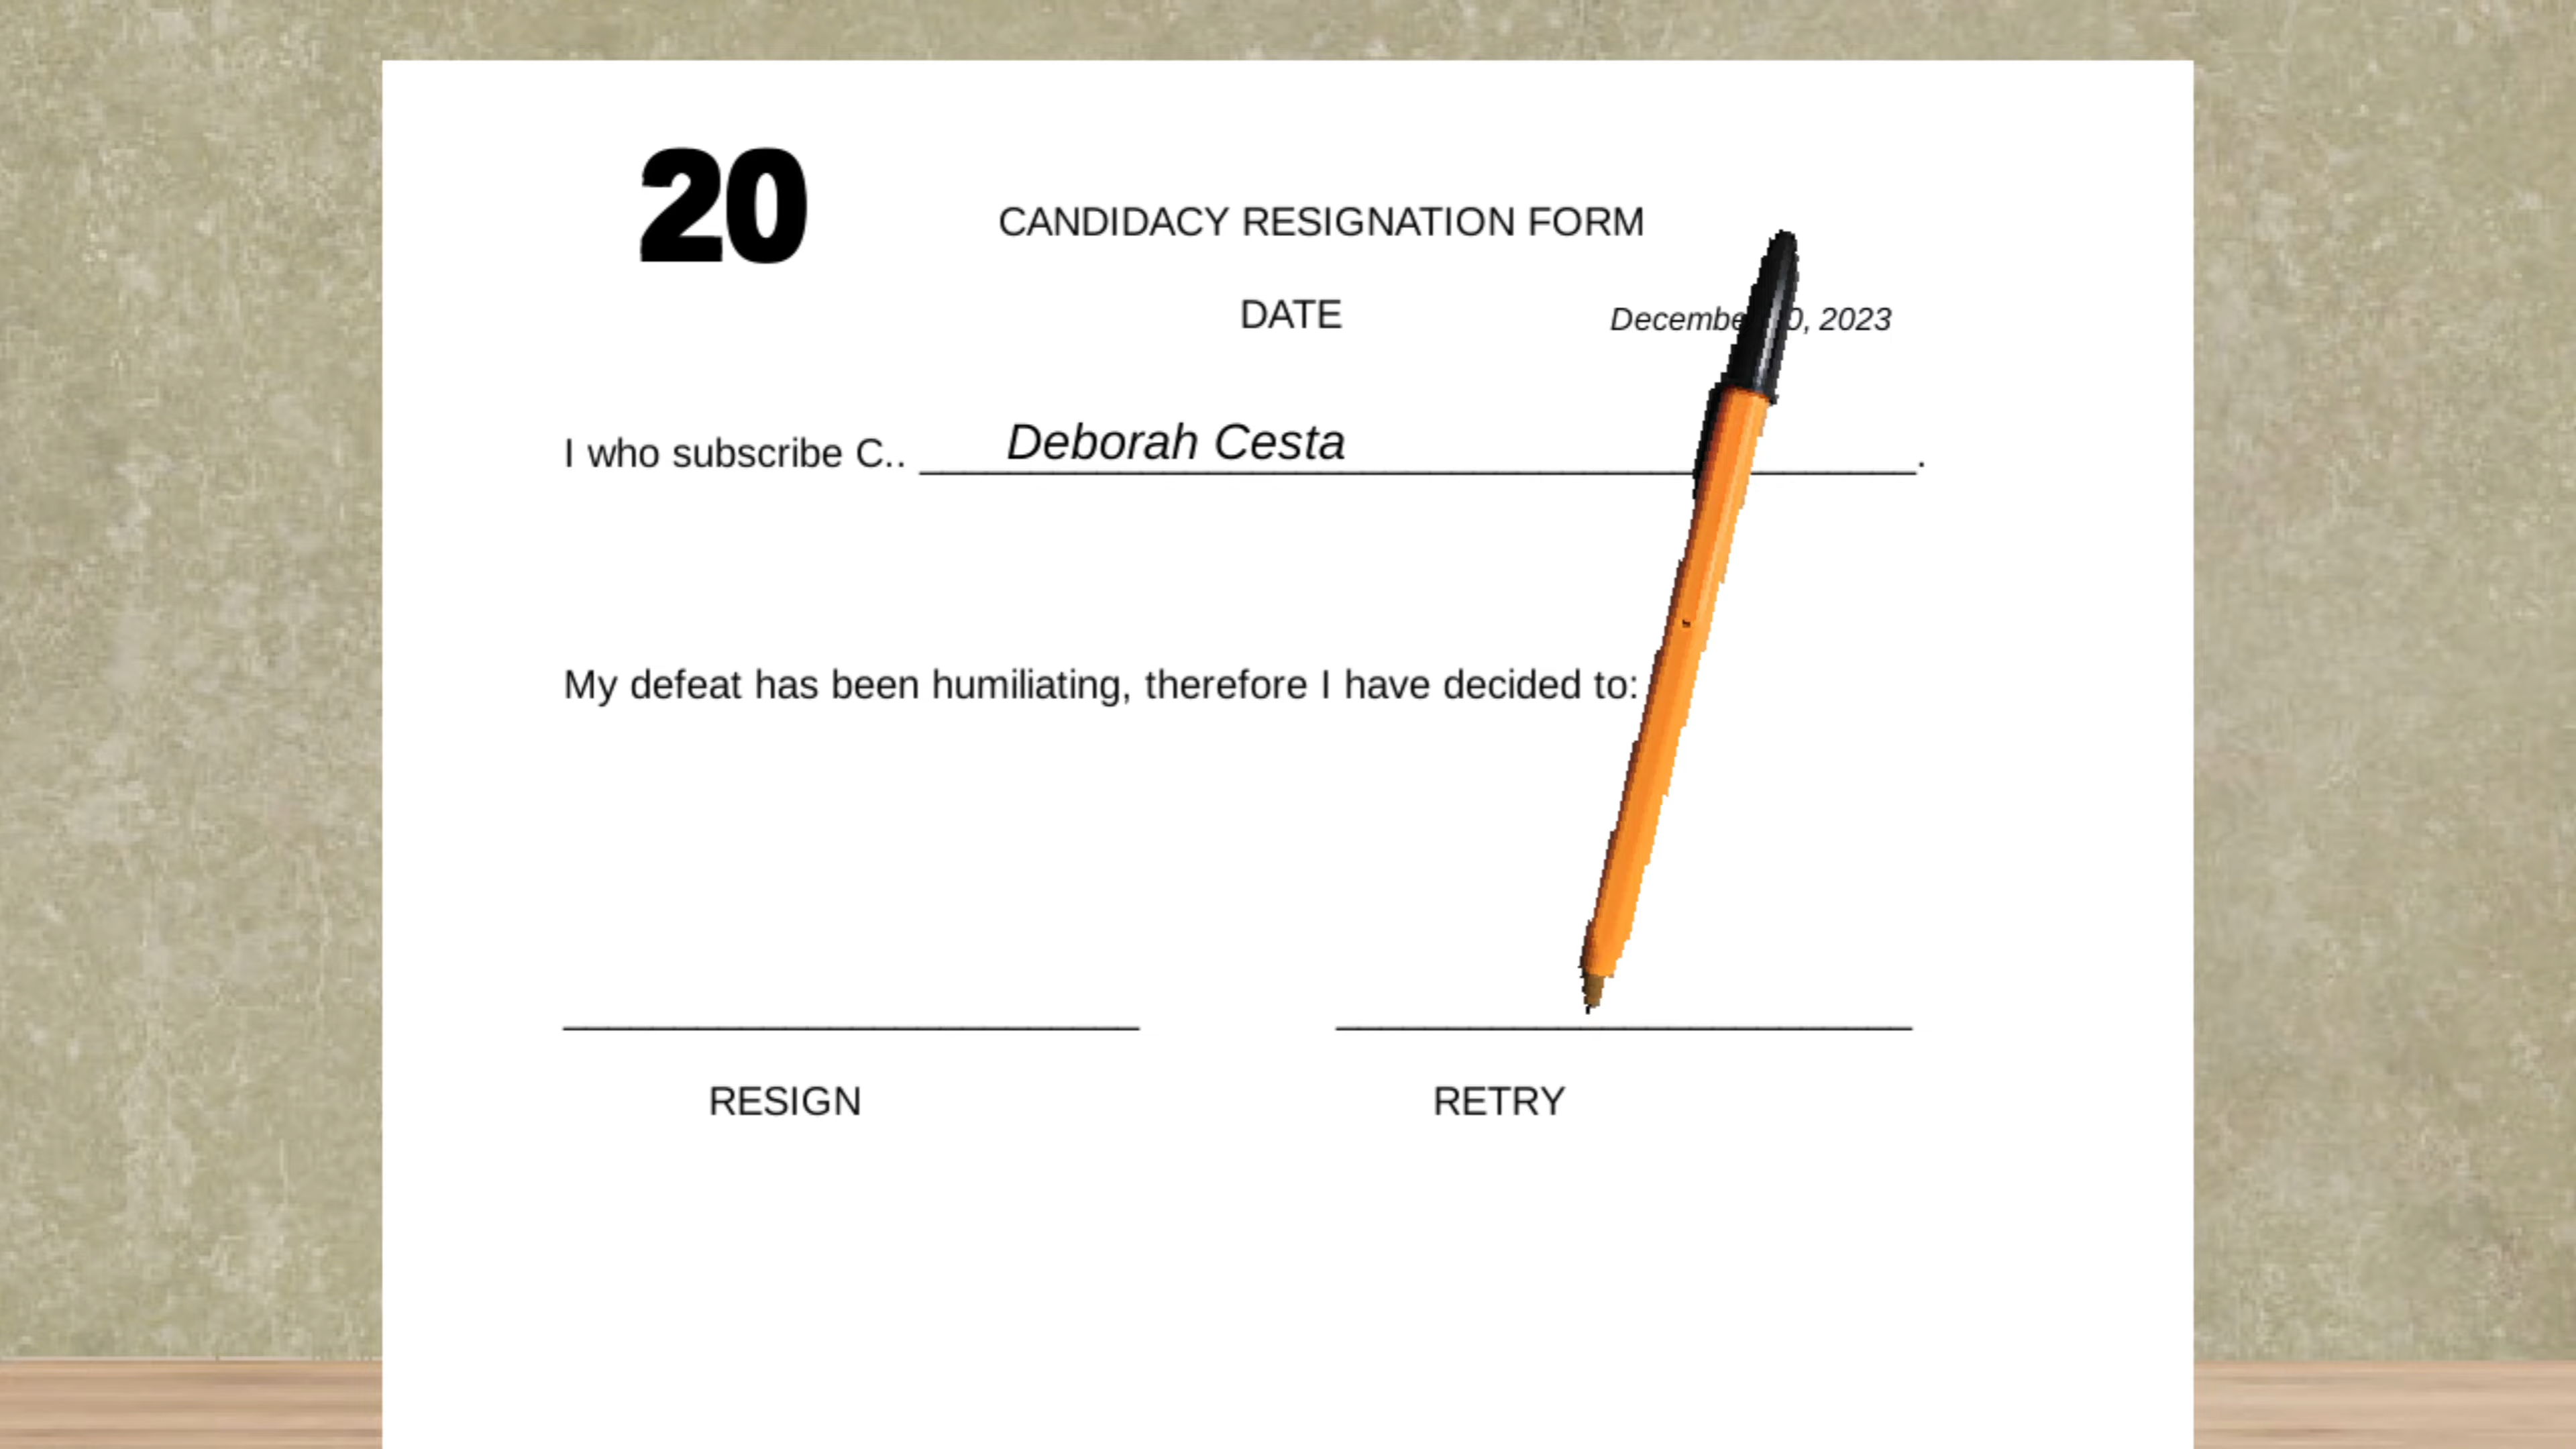 20
CANDIDACY RESIGNATION FORM
DATE
2023
I who subscribe C.. Deborah Cesta.
My defeat has been humiliating, therefore I have decided to:
RESIGN RETRY